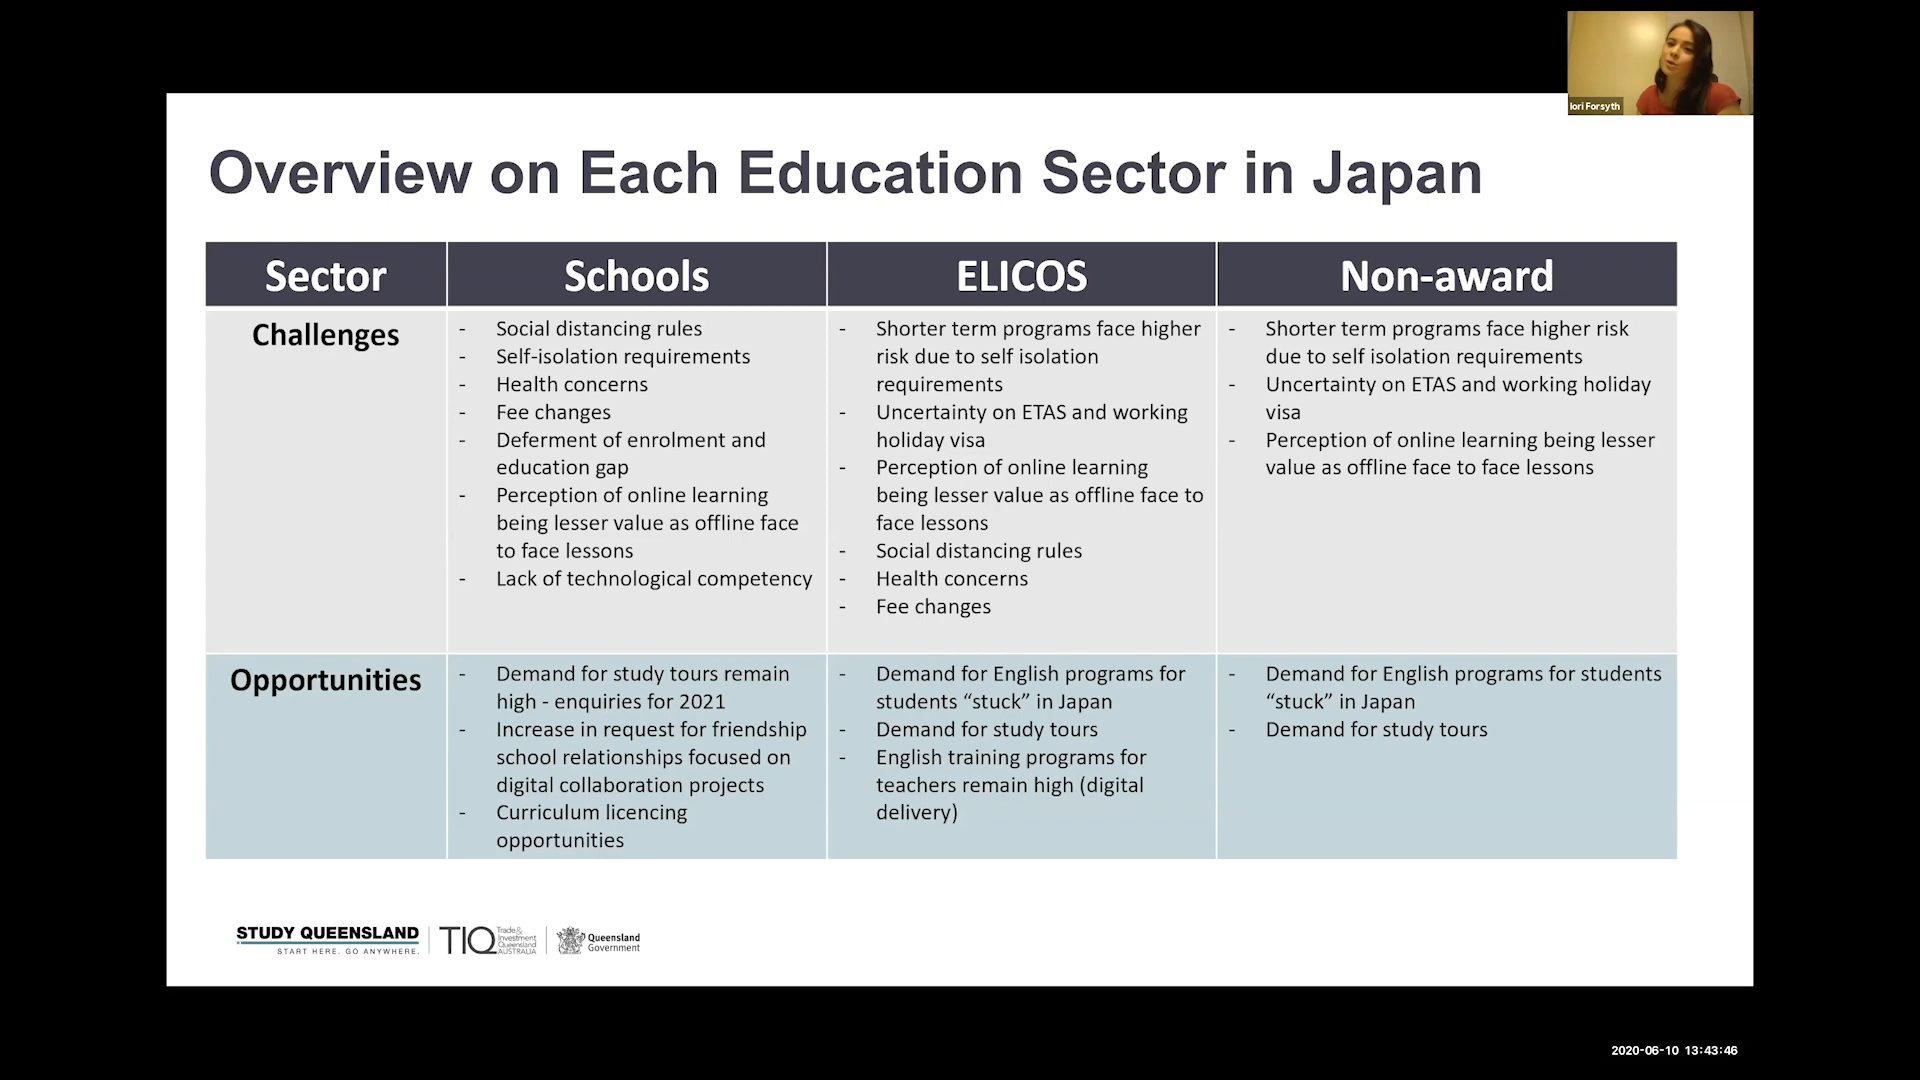 Iori Forsyth
Overview on Each Education Sector in Japan
Sector
Schools
ELICOS
Non-award
Challenges
- Social distancing rules
- Self-isolation requirements
- Health concerns
- Fee changes
- Deferment of enrolment and
education gap
- Perception of online learning
being lesser value as offline face
to face lessons
- Lack of technological competency
- Shorter term programs face higher
risk due to self isolation
requirements
- Uncertainty on ETAS and working
holiday visa
- Perception of online learning
being lesser value as offline face to
face lessons
- Social distancing rules
- Health concerns
- Fee changes
- Shorter term programs face higher risk
due to self isolation requirements
- Uncertainty on ETAS and working holiday
visa
- Perception of online learning being lesser
value as offline face to face lessons
Opportunities
- Demand for study tours remain
high - enquiries for 2021
- Increase in request for friendship
school relationships focused on
digital collaboration projects
- Curriculum licencing
opportunities
- Demand for English programs for
students “stuck” in Japan
- Demand for study tours
- English training programs for
teachers remain high (digital
delivery)
- Demand for English programs for students
“stuck” in Japan
- Demand for study tours
STUDY QUEENSLAND
START HERE. GO ANYWHERE.
TIQ
Trade &
Investment
Queensland
AUSTRALIA
Queensland
Government
2020-06-10 13:43:46